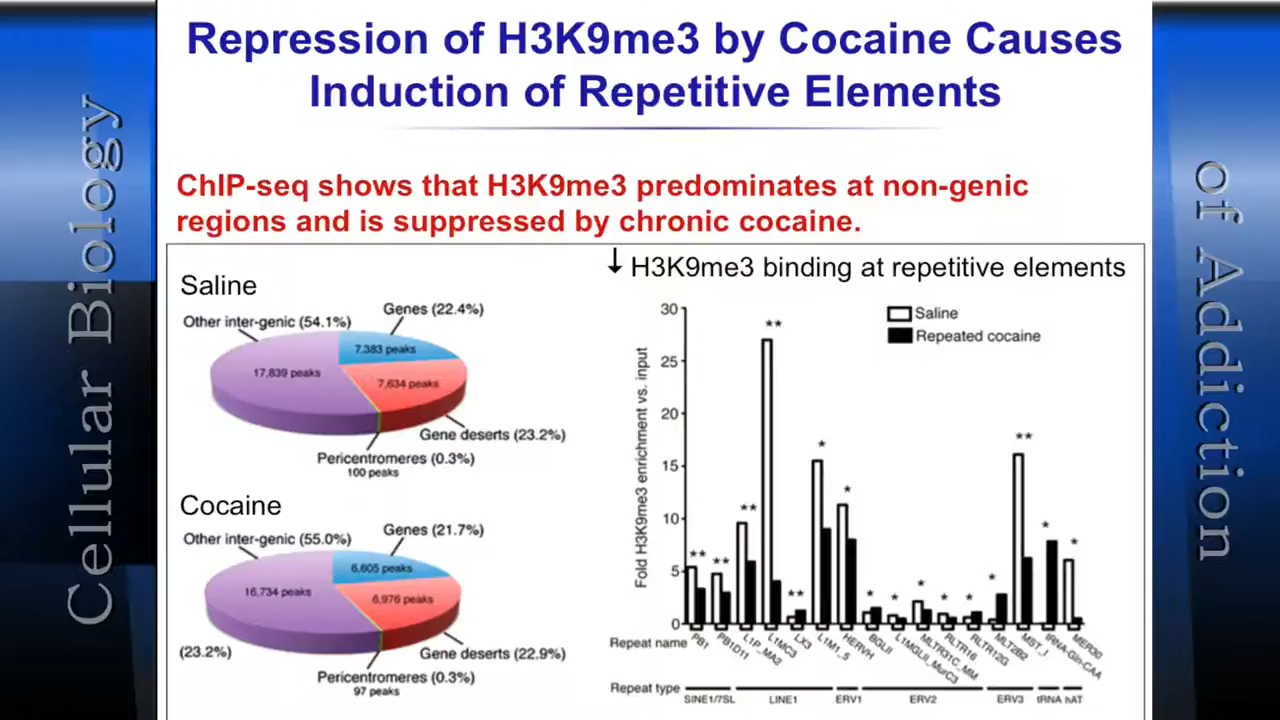 Repression of H3K9me3 by Cocaine Causes
Induction of Repetitive Elements
ChIP-seq shows that H3K9me3 predominates at non-genic
regions and is suppressed by chronic cocaine.
Cellular Biology
of Addiction
Saline
Genes (22.4%)
Other inter-genic (54.1%)
7,383 peaks
17,839 peaks
7,634 peaks
Gene deserts (23.2%)
Pericentromeres (0.3%)
100 peaks
Cocaine
Genes (21.7%)
Other inter-genic (55.0%)
6,605 peaks
16,734 peaks
6,976 peaks
(23.2%)
Gene deserts (22.9%)
Pericentromeres (0.3%)
97 peaks
↓ H3K9me3 binding at repetitive elements
Saline
Repeated cocaine
Fold H3K9me3 enrichment vs. input
30
25
20
15
10
5
0
** ** ** ** ** * * * * * * * * ** * *
Repeat name
PB1
PB1D11
L1P_MA2
L1MC3
LX3
L1M1_5
HERVH
BGLII
L1MGLII_MurC3
MLTR31C_MM
RLTR16
RLTR12G
MLT2B2
MST_I
tRNA-Gln-CAA
MER30
Repeat type
SINE1/7SL LINE1 ERV1 ERV2 ERV3 tRNA hAT